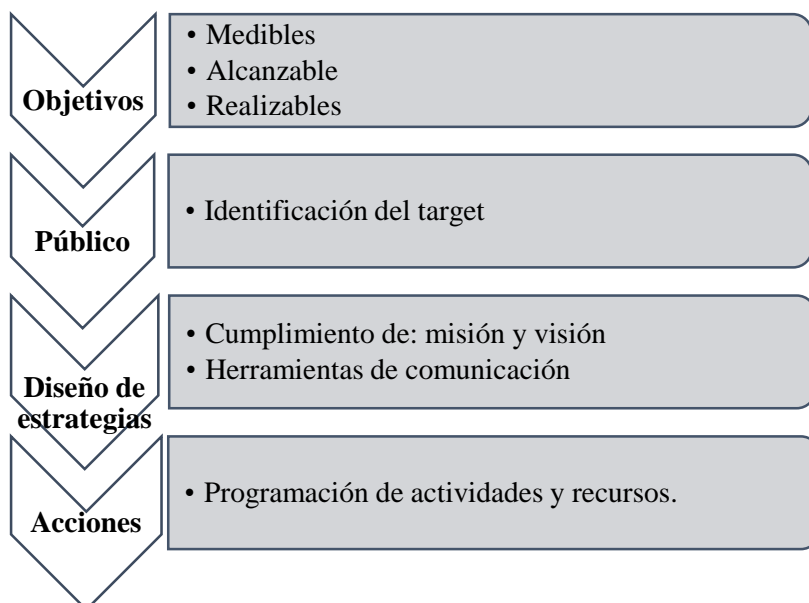 Objetivos
• Medibles
• Alcanzable
• Realizables
Público
• Identificación del target
Diseño de
estrategias
• Cumplimiento de: misión y visión
• Herramientas de comunicación
Acciones
• Programación de actividades y recursos.